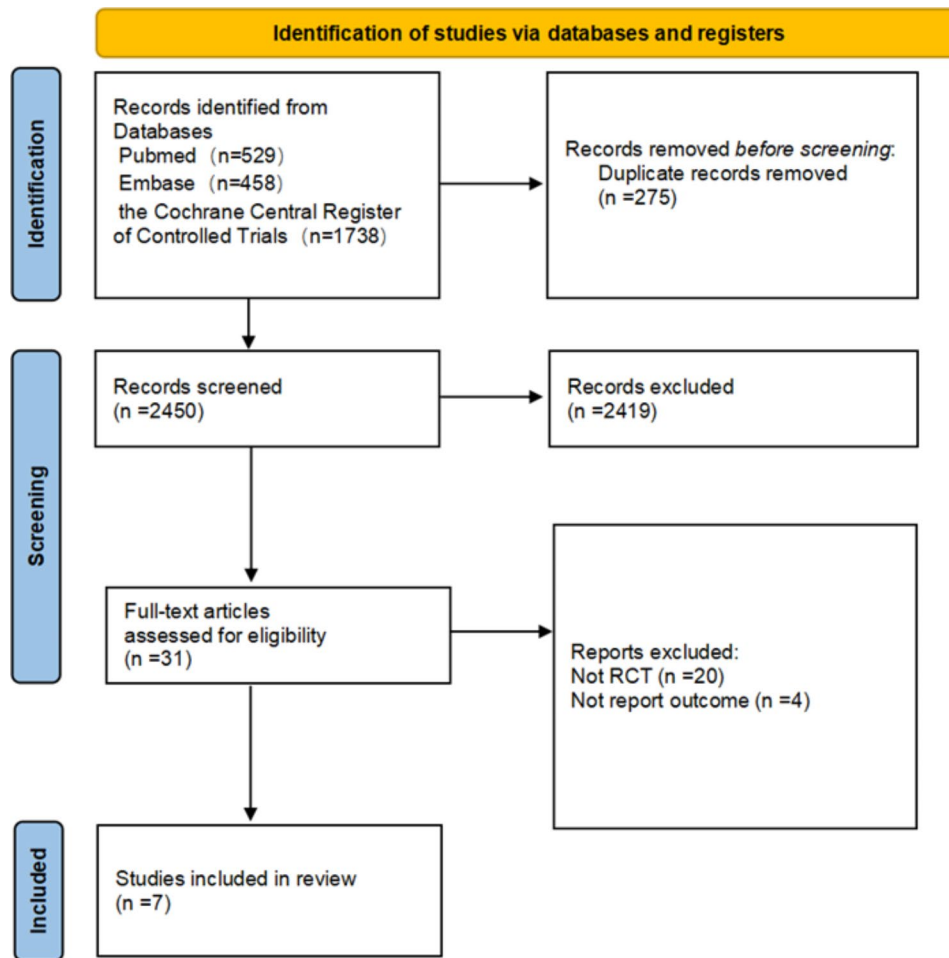 Identification of studies via databases and registers
Identification
Records identified from
Databases
Pubmed（n=529）
Embase（n=458）
the Cochrane Central Register
of Controlled Trials（n=1738）
Records removed before screening:
Duplicate records removed
(n =275)
Screening
Records screened
(n =2450)
Records excluded
(n =2419)
Full-text articles
assessed for eligibility
(n =31)
Reports excluded:
Not RCT (n =20)
Not report outcome (n =4)
Included
Studies included in review
(n =7)